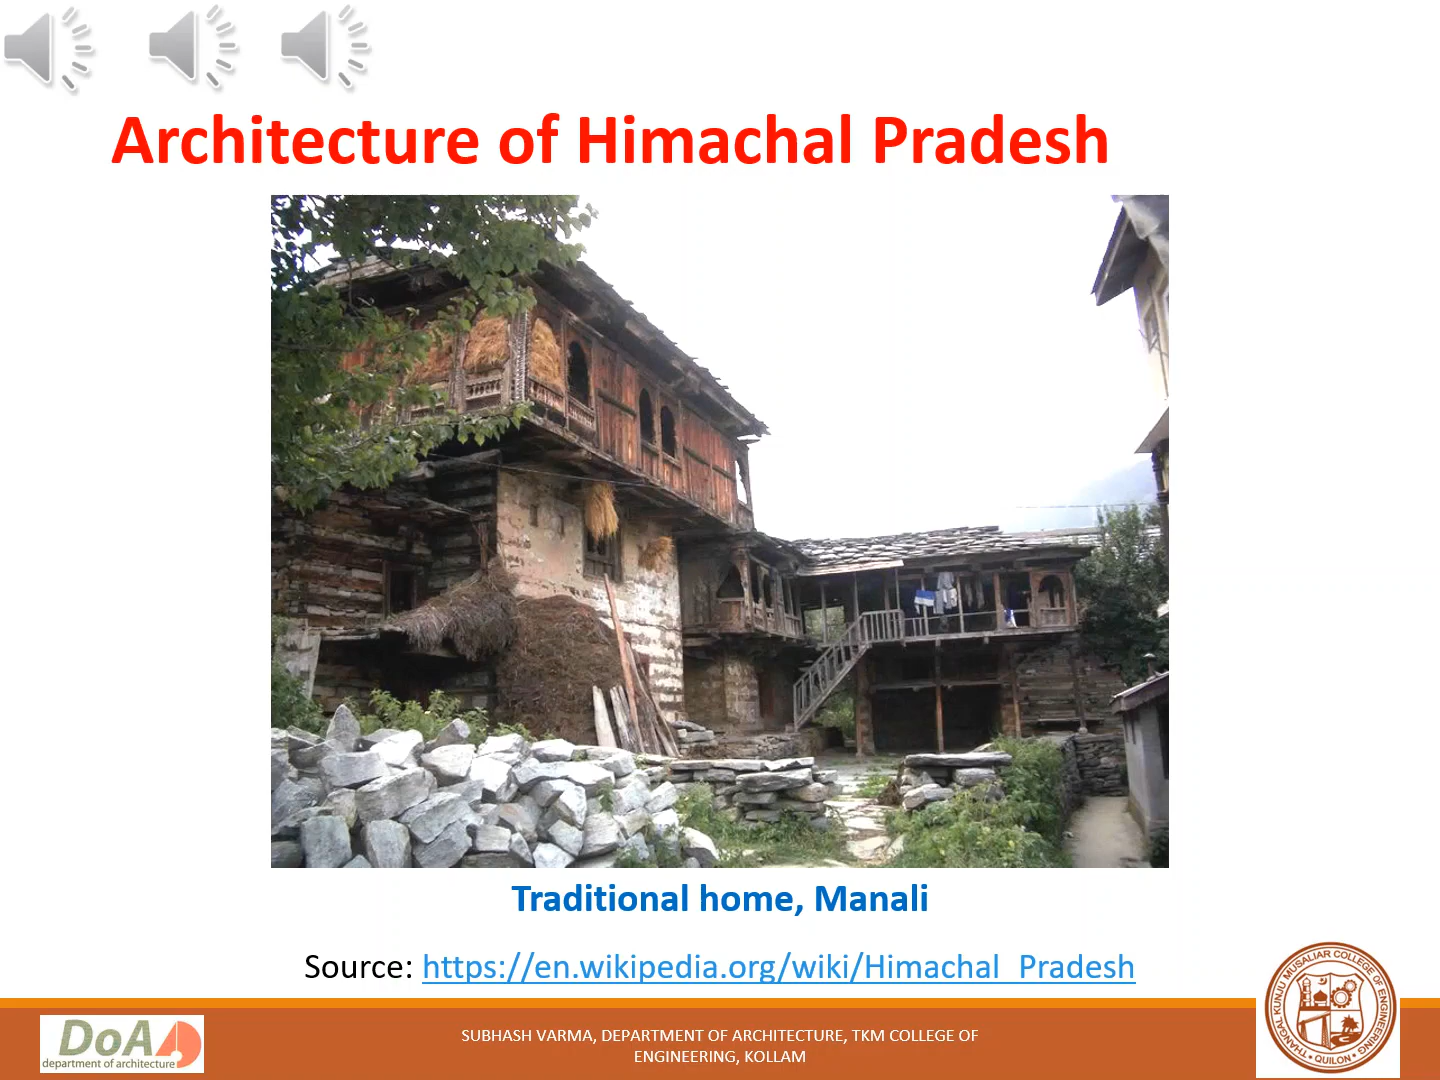 Architecture of Himachal Pradesh
Traditional home, Manali
Source: https://en.wikipedia.org/wiki/Himachal_Pradesh
DoA
department of architecture
SUBHASH VARMA, DEPARTMENT OF ARCHITECTURE, TKM COLLEGE OF
ENGINEERING, KOLLAM
THANGAL KUNJU MUSALIAR COLLEGE OF ENGINEERING
• QUILON •